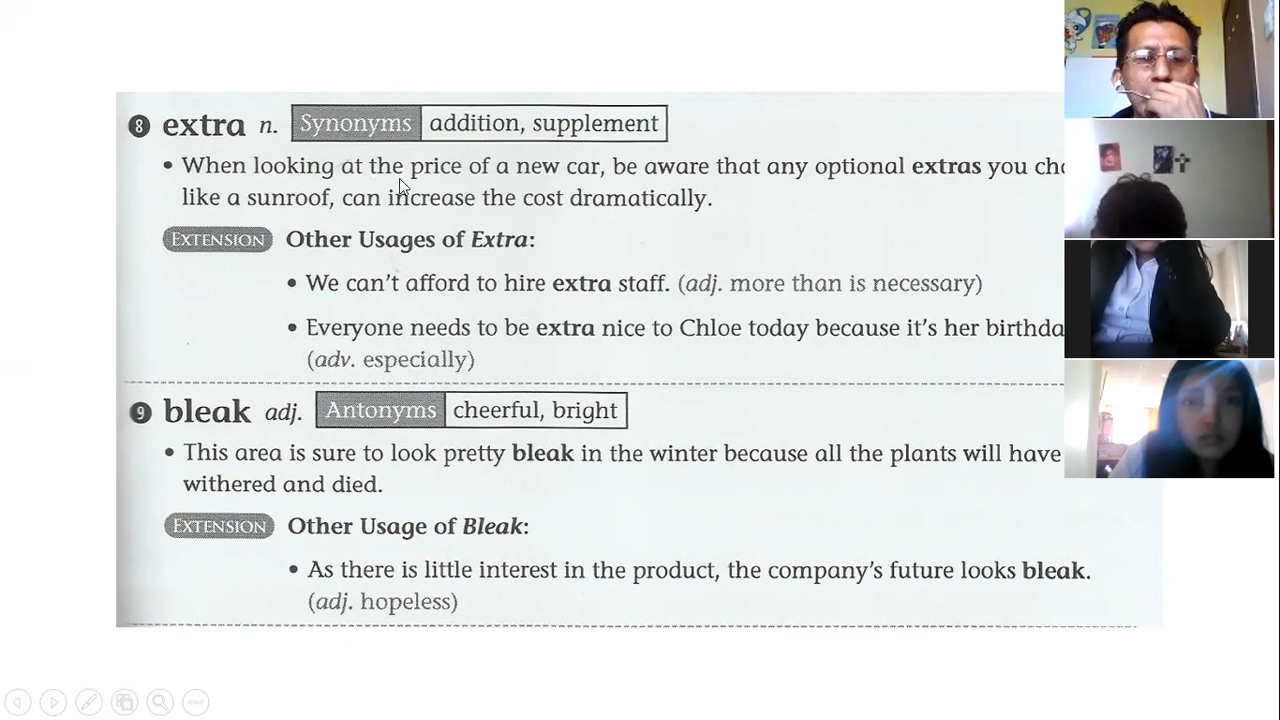 8 extra n. Synonyms addition, supplement
• When looking at the price of a new car, be aware that any optional extras you
like a sunroof, can increase the cost dramatically.
EXTENSION Other Usages of Extra:
• We can't afford to hire extra staff. (adj. more than is necessary)
• Everyone needs to be extra nice to Chloe today because it's her
(adv. especially)
9 bleak adj. Antonyms cheerful, bright
• This area is sure to look pretty bleak in the winter because all the plants will have
withered and died.
EXTENSION Other Usage of Bleak:
• As there is little interest in the product, the company's future looks bleak.
(adj. hopeless)